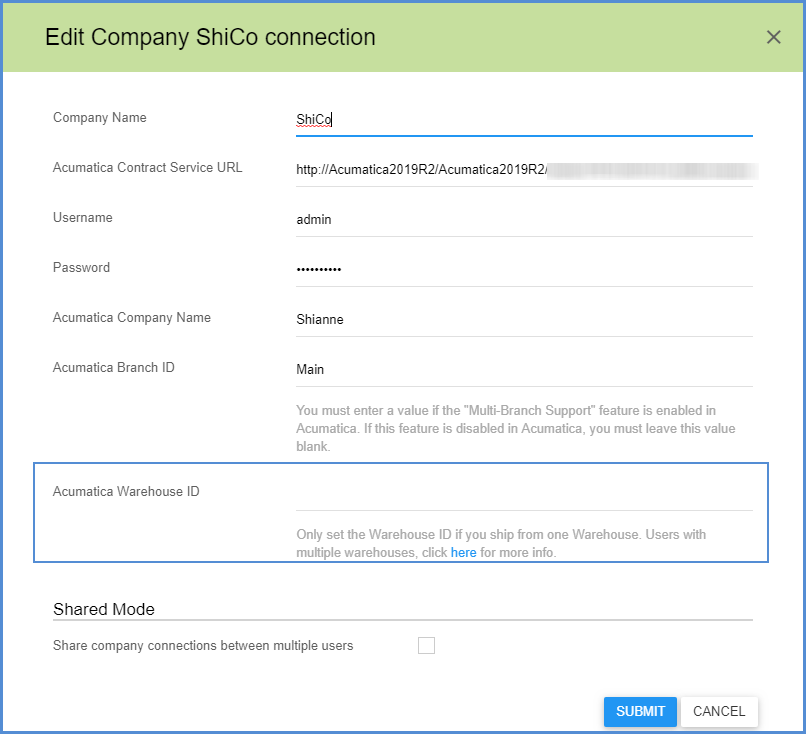 Edit Company ShiCo connection
Company Name
ShiCo
Acumatica Contract Service URL
http://Acumatica2019R2/Acumatica2019R2/
Username
admin
Password
••••••••••
Acumatica Company Name
Shianne
Acumatica Branch ID
Main
You must enter a value if the "Multi-Branch Support" feature is enabled in
Acumatica. If this feature is disabled in Acumatica, you must leave this value
blank.
Acumatica Warehouse ID
Only set the Warehouse ID if you ship from one Warehouse. Users with
multiple warehouses, click here for more info.
Shared Mode
Share company connections between multiple users
SUBMIT
CANCEL